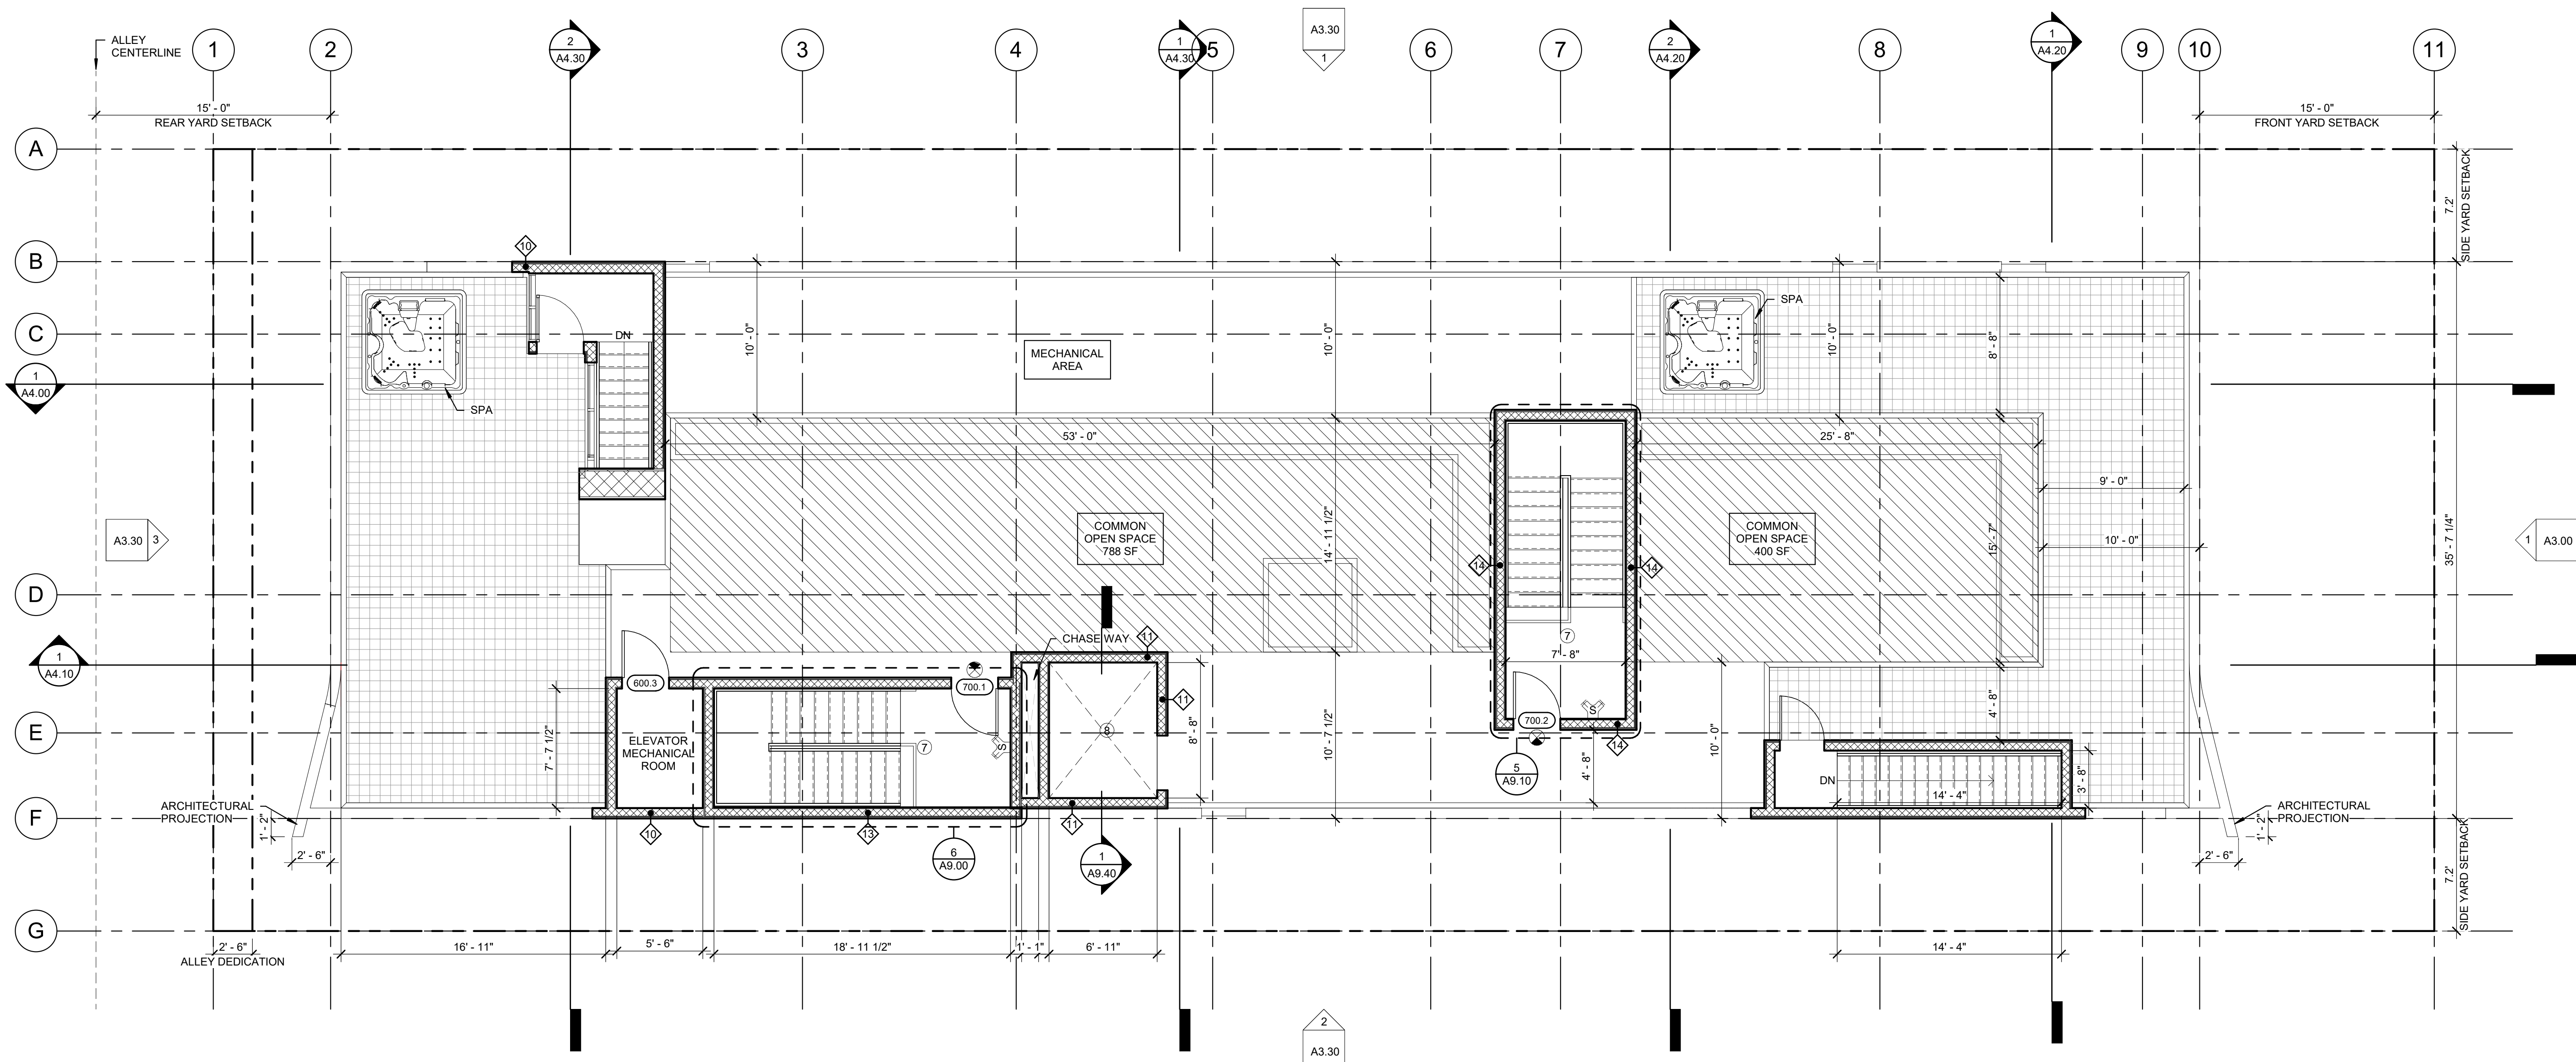 ALLEY
CENTERLINE
1
2
2
A4.30
3
4
1
A4.30
5
A3.30
1
6
7
2
A4.20
8
1
A4.20
9
10
11
15' - 0"
REAR YARD SETBACK
15' - 0"
FRONT YARD SETBACK
A
7.2'
SIDE YARD SETBACK
B
10
C
DN
10' - 0"
10' - 0"
10' - 0"
8' - 8"
SPA
MECHANICAL
AREA
1
A4.00
SPA
53' - 0"
25' - 8"
9' - 0"
A3.30
3
COMMON
OPEN SPACE
788 SF
14' - 11 1/2"
COMMON
OPEN SPACE
400 SF
15' - 7"
10' - 0"
35' - 7 1/4"
1
A3.00
14
14
D
CHASE WAY
11
7
7' - 8"
1
A4.10
600.3
700.1
11
8' - 8"
S
4' - 8"
E
ELEVATOR
MECHANICAL
ROOM
7' - 7 1/2"
7
S
8
10' - 7 1/2"
700.2
14
5
A9.10
4' - 8"
10' - 0"
DN
14' - 4"
3' - 8"
ARCHITECTURAL
PROJECTION
F
1' - 2"
2' - 6"
10
13
11
6
A9.00
1
A9.40
ARCHITECTURAL
PROJECTION
1' - 2"
2' - 6"
7.2'
SIDE YARD SETBACK
G
2' - 6"
ALLEY DEDICATION
16' - 11"
5' - 6"
18' - 11 1/2"
1' - 1"
6' - 11"
14' - 4"
2
A3.30